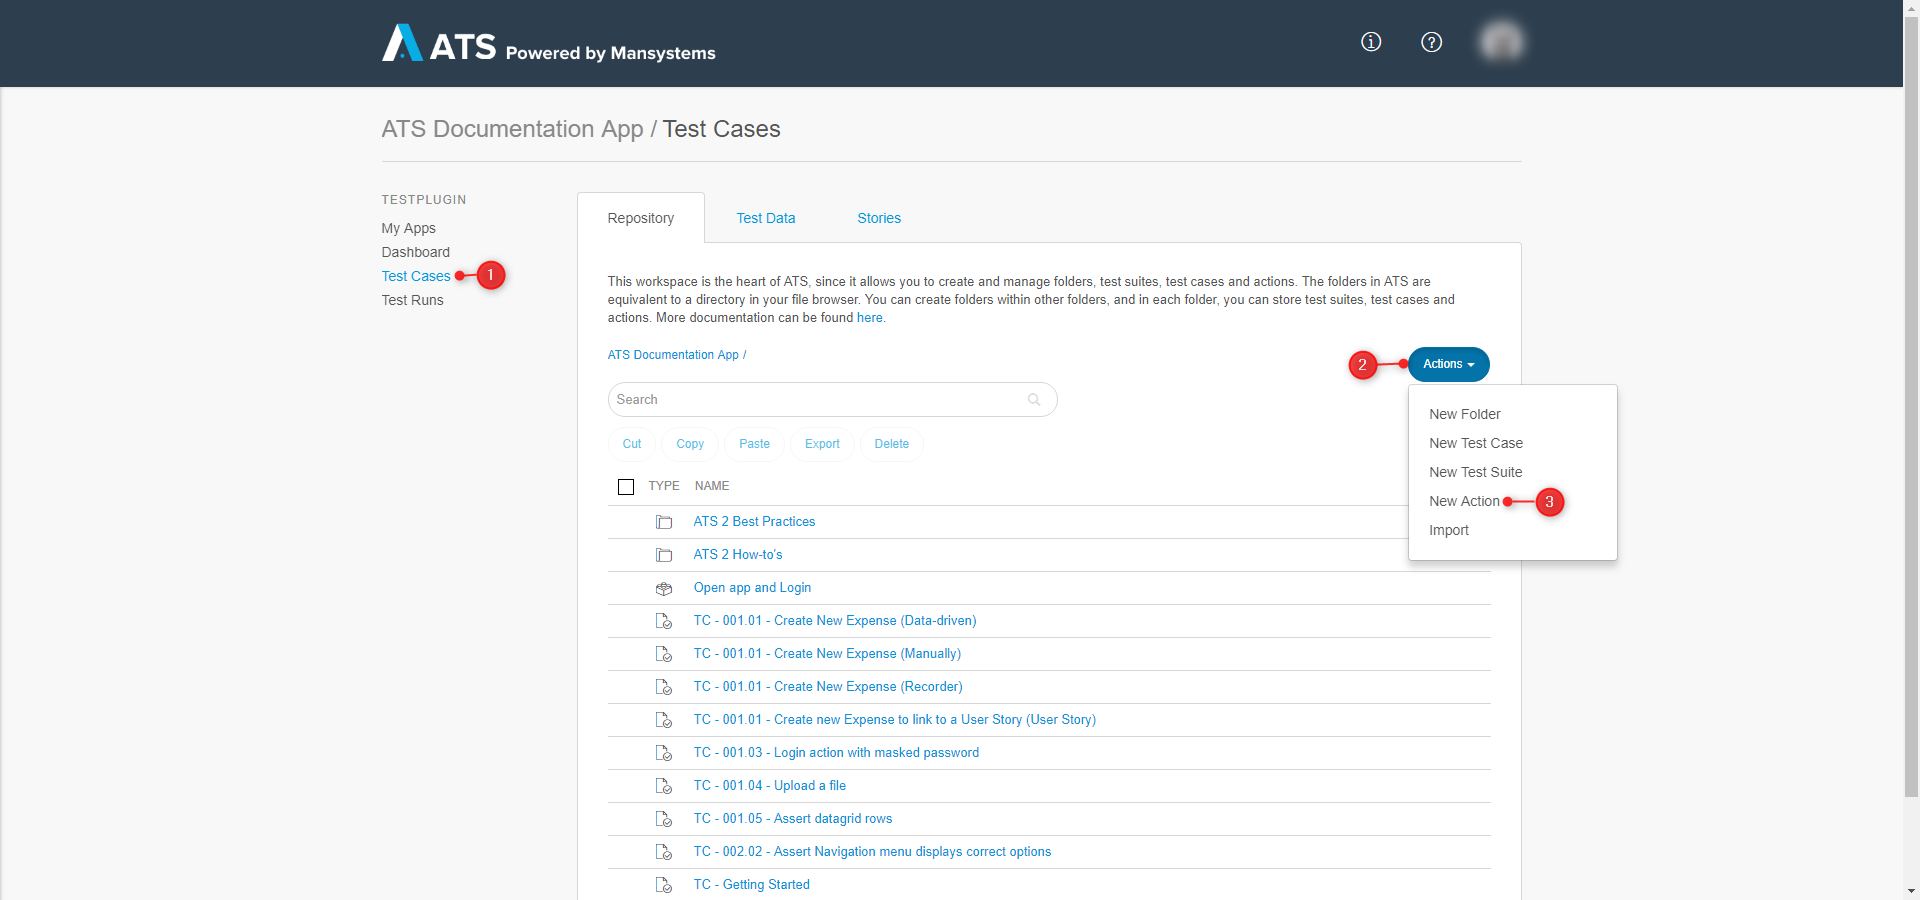 ATS Powered by Mansystems
ATS Documentation App / Test Cases
TESTPLUGIN
My Apps
Dashboard
Test Cases
1
Test Runs
Repository
Test Data
Stories
This workspace is the heart of ATS, since it allows you to create and manage folders, test suites, test cases and actions. The folders in ATS are
equivalent to a directory in your file browser. You can create folders within other folders, and in each folder, you can store test suites, test cases and
actions. More documentation can be found here.
ATS Documentation App /
2
Actions
New Folder
New Test Case
New Test Suite
New Action
3
Import
Search
Cut
Copy
Paste
Export
Delete
TYPE NAME
ATS 2 Best Practices
ATS 2 How-to's
Open app and Login
TC - 001.01 - Create New Expense (Data-driven)
TC - 001.01 - Create New Expense (Manually)
TC - 001.01 - Create New Expense (Recorder)
TC - 001.01 - Create new Expense to link to a User Story (User Story)
TC - 001.03 - Login action with masked password
TC - 001.04 - Upload a file
TC - 001.05 - Assert datagrid rows
TC - 002.02 - Assert Navigation menu displays correct options
TC - Getting Started